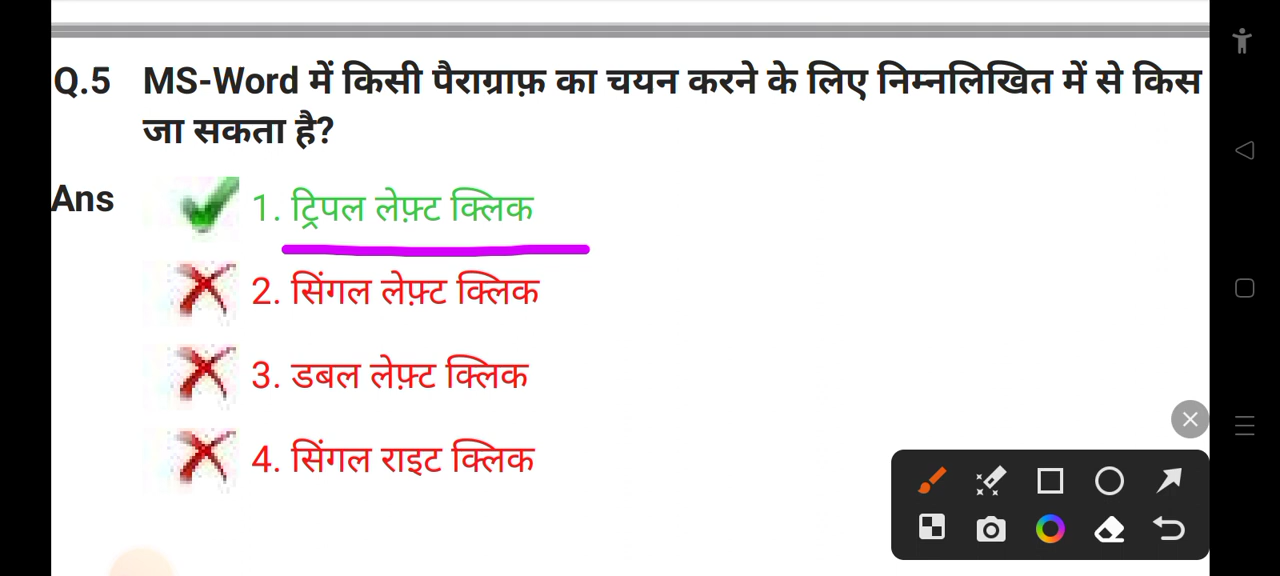 Q.5 MS-Word में किसी पैराग्राफ़ का चयन करने के लिए निम्नलिखित में से किस
जा सकता है?
Ans 1. ट्रिपल लेफ़्ट क्लिक
2. सिंगल लेफ़्ट क्लिक
3. डबल लेफ़्ट क्लिक
4. सिंगल राइट क्लिक